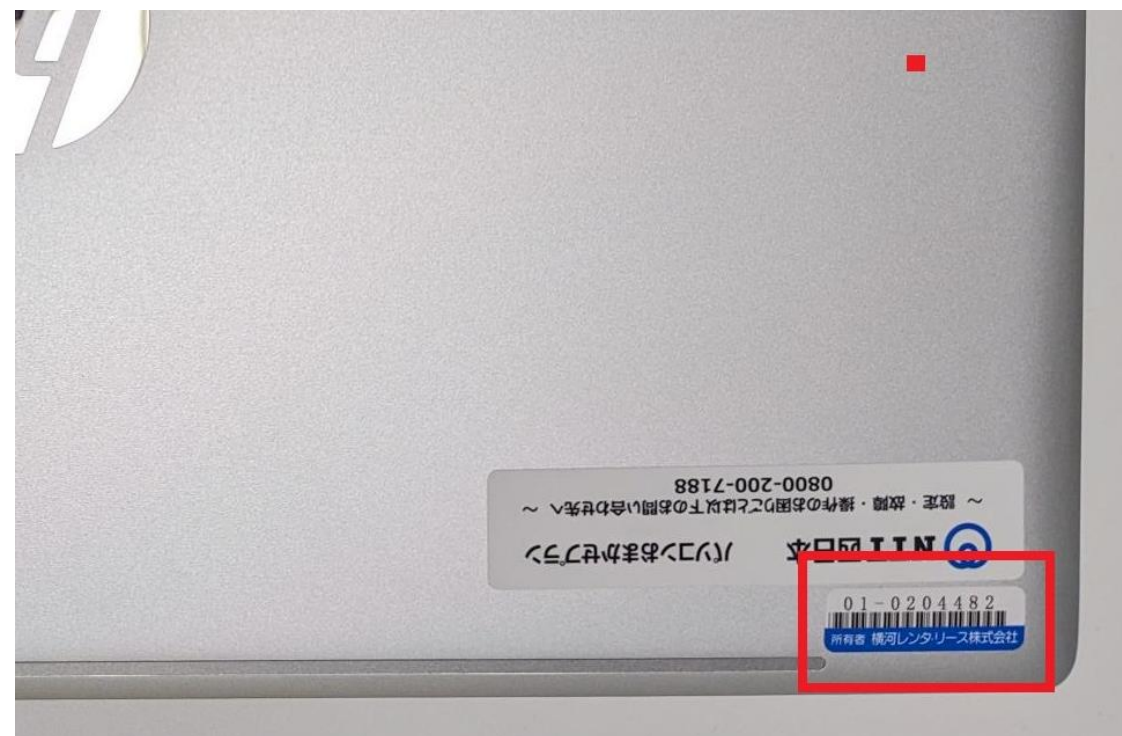 0800-200-7188
～ 設定・故障・操作のお困りごとは以下のお問い合わせ先へ ～
NTT西日本 パソコンおまかせプラン
01-0204482
所有者 横河レンタ・リース株式会社